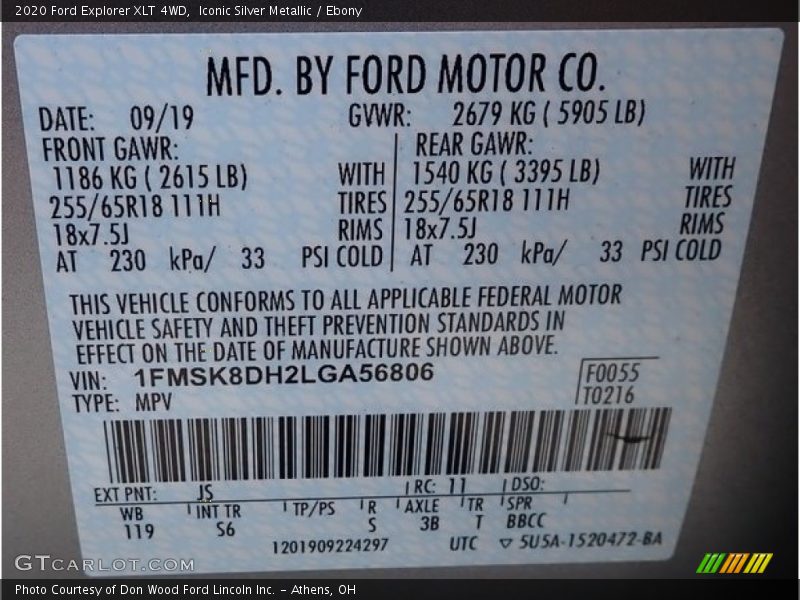 2020 Ford Explorer XLT 4WD, Iconic Silver Metallic / Ebony
MFD. BY FORD MOTOR CO.
DATE: 09/19 GVWR: 2679 KG ( 5905 LB)
FRONT GAWR: REAR GAWR:
1186 KG ( 2615 LB) WITH 1540 KG ( 3395 LB) WITH
255/65R18 111H TIRES 255/65R18 111H TIRES
18x7.5J RIMS 18x7.5J RIMS
AT 230 kPa/ 33 PSI COLD AT 230 kPa/ 33 PSI COLD
THIS VEHICLE CONFORMS TO ALL APPLICABLE FEDERAL MOTOR
VEHICLE SAFETY AND THEFT PREVENTION STANDARDS IN
EFFECT ON THE DATE OF MANUFACTURE SHOWN ABOVE.
VIN: 1FMSK8DH2LGA56806 F0055
TYPE: MPV T0216
EXT PNT: JS RC: 11 DSO:
WB INT TR TP/PS R AXLE TR SPR
119 S6 S 3B T BBCC
1201909224297 UTC ▽ 5U5A-1520472-BA
GTCARLOT.COM
Photo Courtesy of Don Wood Ford Lincoln Inc. - Athens, OH